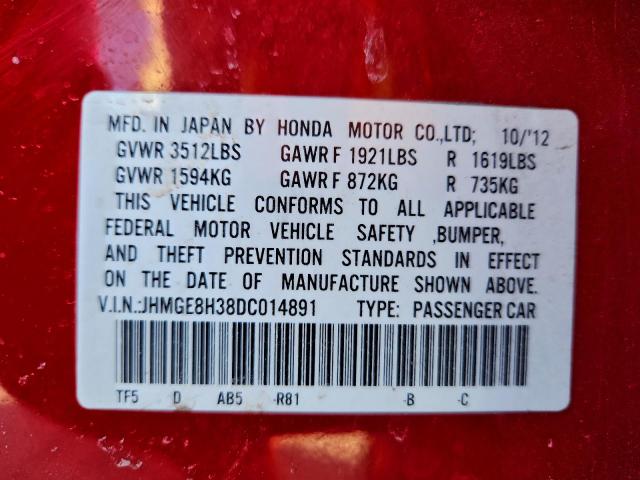 MFD. IN JAPAN BY HONDA MOTOR CO.,LTD; 10/'12
GVWR 3512LBS GAWR F 1921LBS R 1619LBS
GVWR 1594KG GAWR F 872KG R 735KG
THIS VEHICLE CONFORMS TO ALL APPLICABLE
FEDERAL MOTOR VEHICLE SAFETY ,BUMPER,
AND THEFT PREVENTION STANDARDS IN EFFECT
ON THE DATE OF MANUFACTURE SHOWN ABOVE.
V.I.N.:JHMGE8H38DC014891 TYPE: PASSENGER CAR
TF5 D AB5 -R81 -B -C